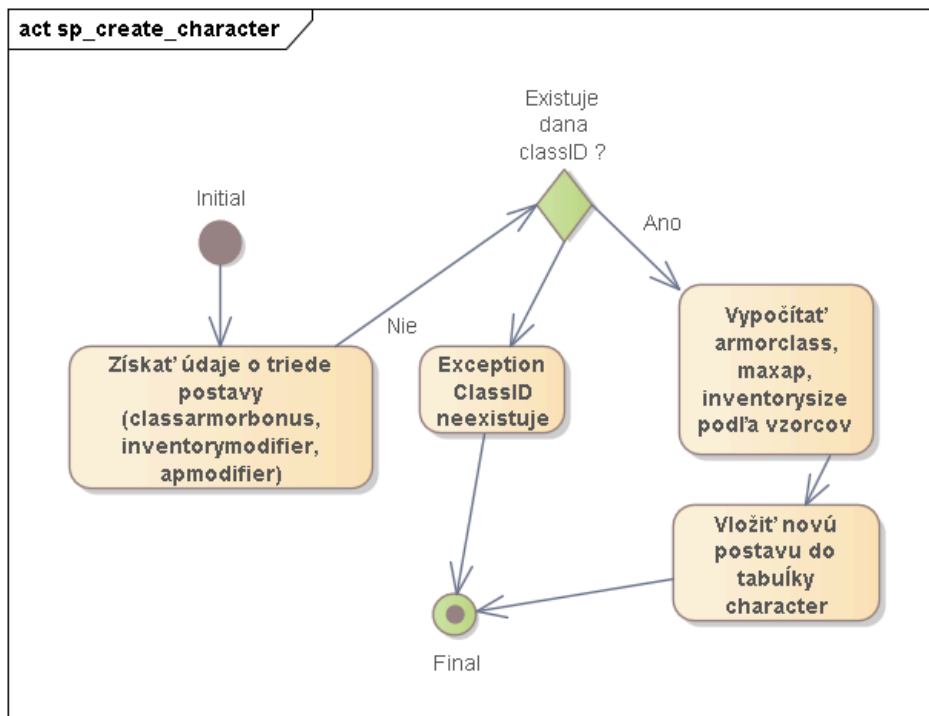 act sp_create_character
Existuje
dana
classID ?
Initial
Ano
Nie
Získať údaje o triede
postavy
(classarmorbonus,
inventorymodifier,
apmodifier)
Exception
ClassID
neexistuje
Vypočítať
armorclass,
maxap,
inventorysize
podľa vzorcov
Vložiť novú
postavu do
tabuĺky
character
Final